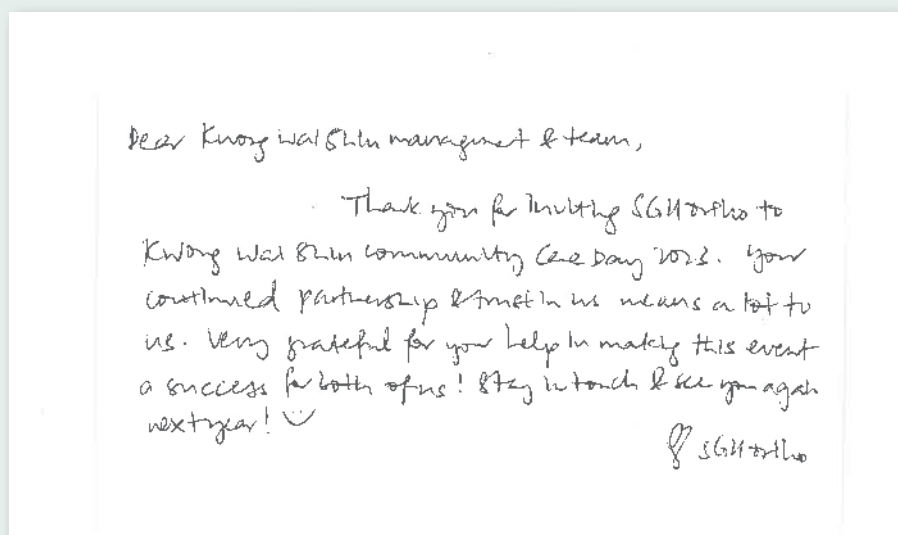 Dear Kwong Wai Shiu management & team,
Thank you for inviting SGH Ortho to
Kwong Wai Shiu Community Care Day 2023. Your
continued partnership & trust in us means a lot to
us. Very grateful for your help in making this event
a success for both of us! Stay in touch & see you again
next year!
SGH Ortho